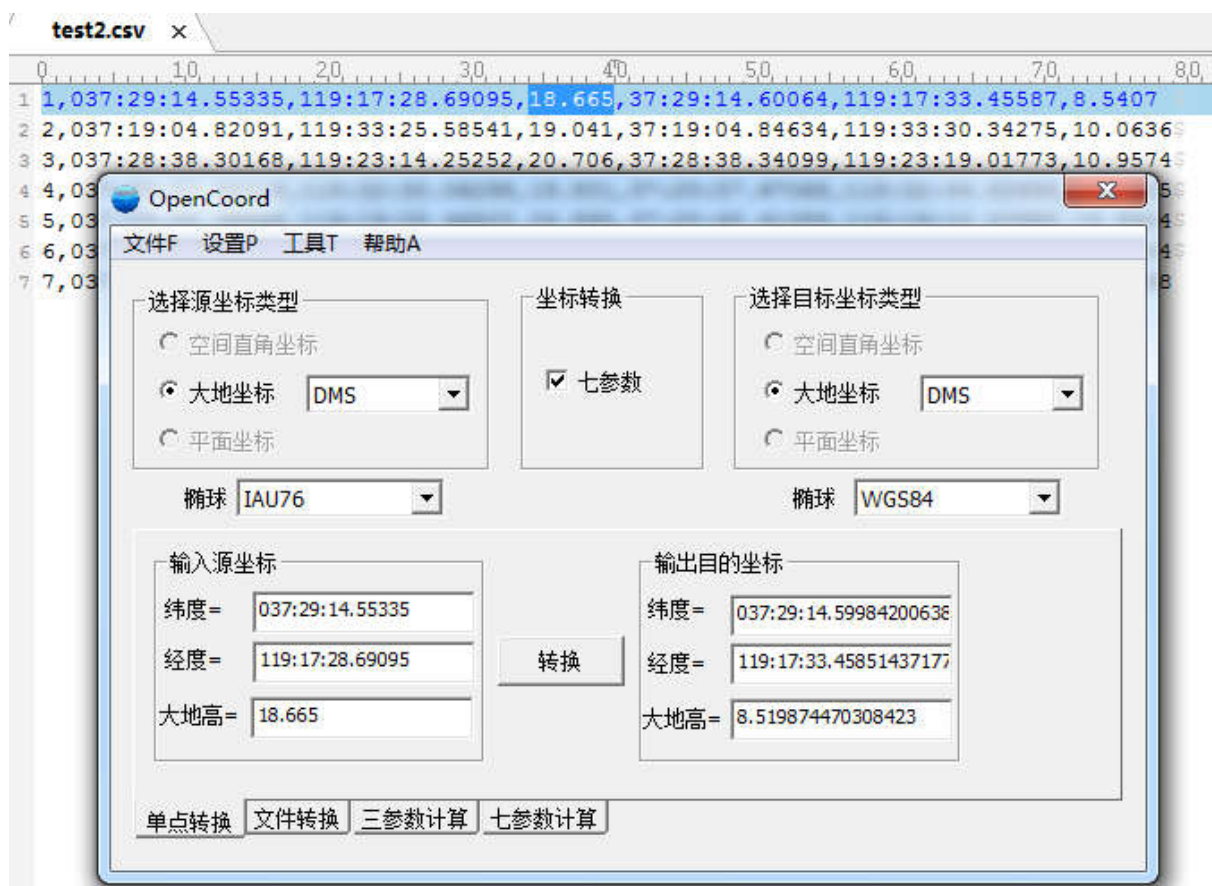 test2.csv ×
0 10 20 30 40 50 60 70 80
1 1,037:29:14.55335,119:17:28.69095,18.665,37:29:14.60064,119:17:33.45587,8.5407
2 2,037:19:04.82091,119:33:25.58541,19.041,37:19:04.84634,119:33:30.34275,10.0636
3 3,037:28:38.30168,119:23:14.25252,20.706,37:28:38.34099,119:23:19.01773,10.9574
4 4,03
5 5,03
6 6,03
7 7,03
OpenCoord
文件F 设置P 工具T 帮助A
选择源坐标类型 坐标转换 选择目标坐标类型
空间直角坐标 空间直角坐标
大地坐标 DMS 七参数 大地坐标 DMS
平面坐标 平面坐标
椭球 IAU76 椭球 WGS84
输入源坐标 输出目的坐标
纬度= 037:29:14.55335 纬度= 037:29:14.59984200638
经度= 119:17:28.69095 转换 经度= 119:17:33.45851437177
大地高= 18.665 大地高= 8.519874470308423
单点转换 文件转换 三参数计算 七参数计算